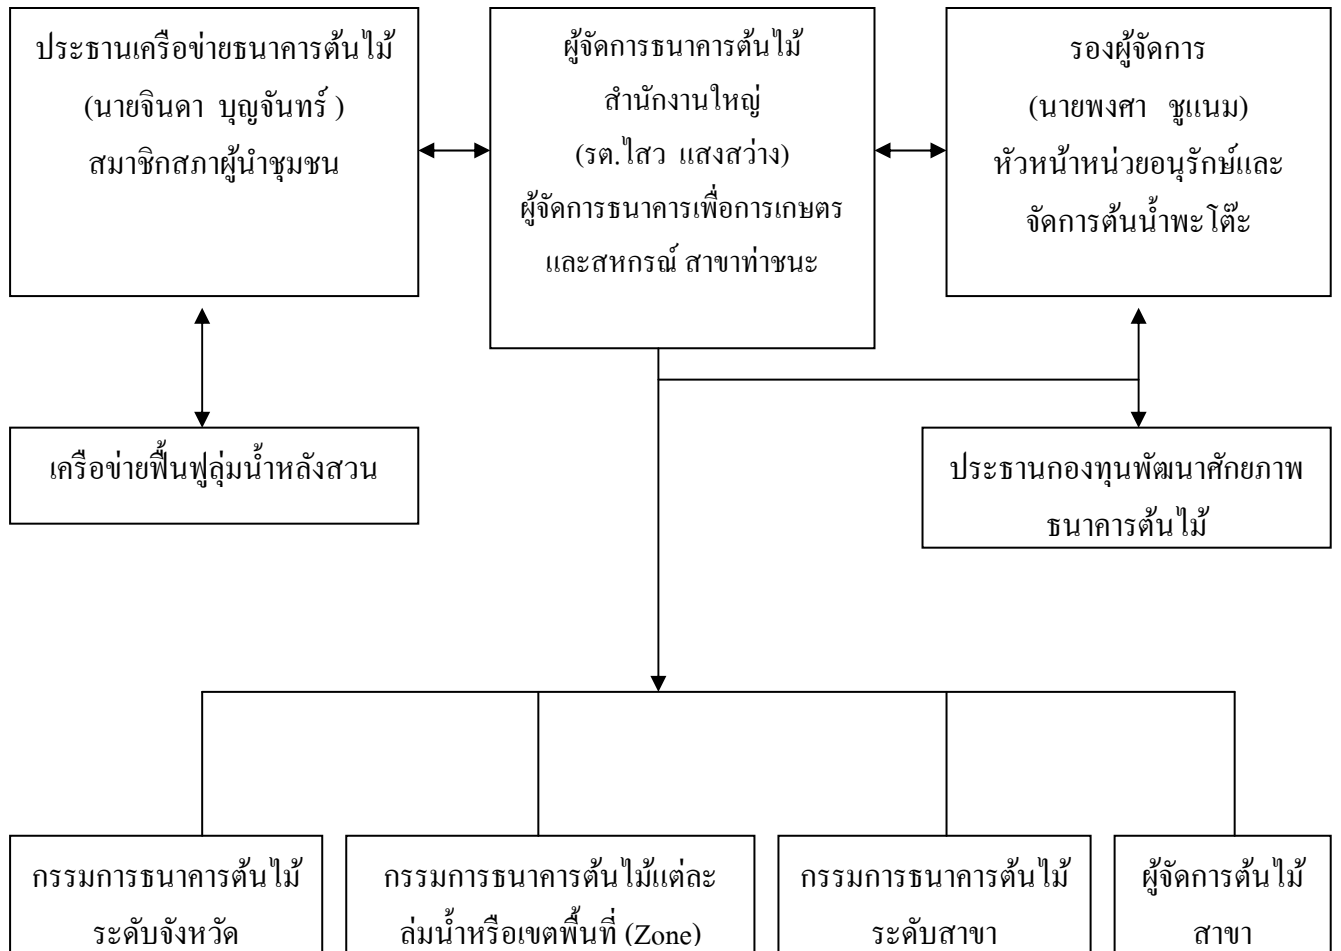 ประธานเครือข่ายธนาคารต้นไม้
(นายจินดา บุญจันทร์ )
สมาชิกสภาผู้นำชุมชน
ผู้จัดการธนาคารต้นไม้
สำนักงานใหญ่
(รต.ไสว แสงสว่าง)
ผู้จัดการธนาคารเพื่อการเกษตร
และสหกรณ์ สาขาท่าชนะ
รองผู้จัดการ
(นายพงศา ชูแนม)
หัวหน้าหน่วยอนุรักษ์และ
จัดการต้นน้ำพะโต๊ะ
เครือข่ายฟื้นฟูลุ่มน้ำหลังสวน
ประธานกองทุนพัฒนาศักยภาพ
ธนาคารต้นไม้
กรรมการธนาคารต้นไม้
ระดับจังหวัด
กรรมการธนาคารต้นไม้แต่ละ
ลุ่มน้ำหรือเขตพื้นที่ (Zone)
กรรมการธนาคารต้นไม้
ระดับสาขา
ผู้จัดการต้นไม้
สาขา